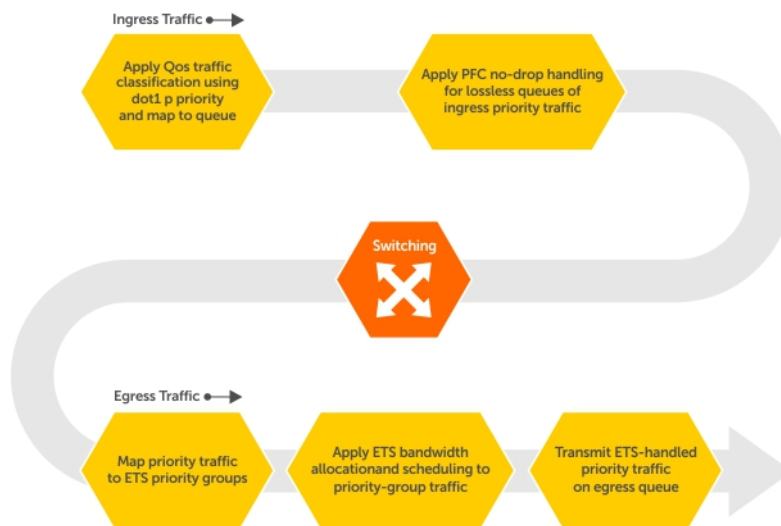 Ingress Traffic
Apply Qos traffic
classification using
dot1 p priority
and map to queue
Apply PFC no-drop handling
for lossless queues of
ingress priority traffic
Switching
Egress Traffic
Map priority traffic
to ETS priority groups
Apply ETS bandwidth
allocationand scheduling to
priority-group traffic
Transmit ETS-handled
priority traffic
on egress queue